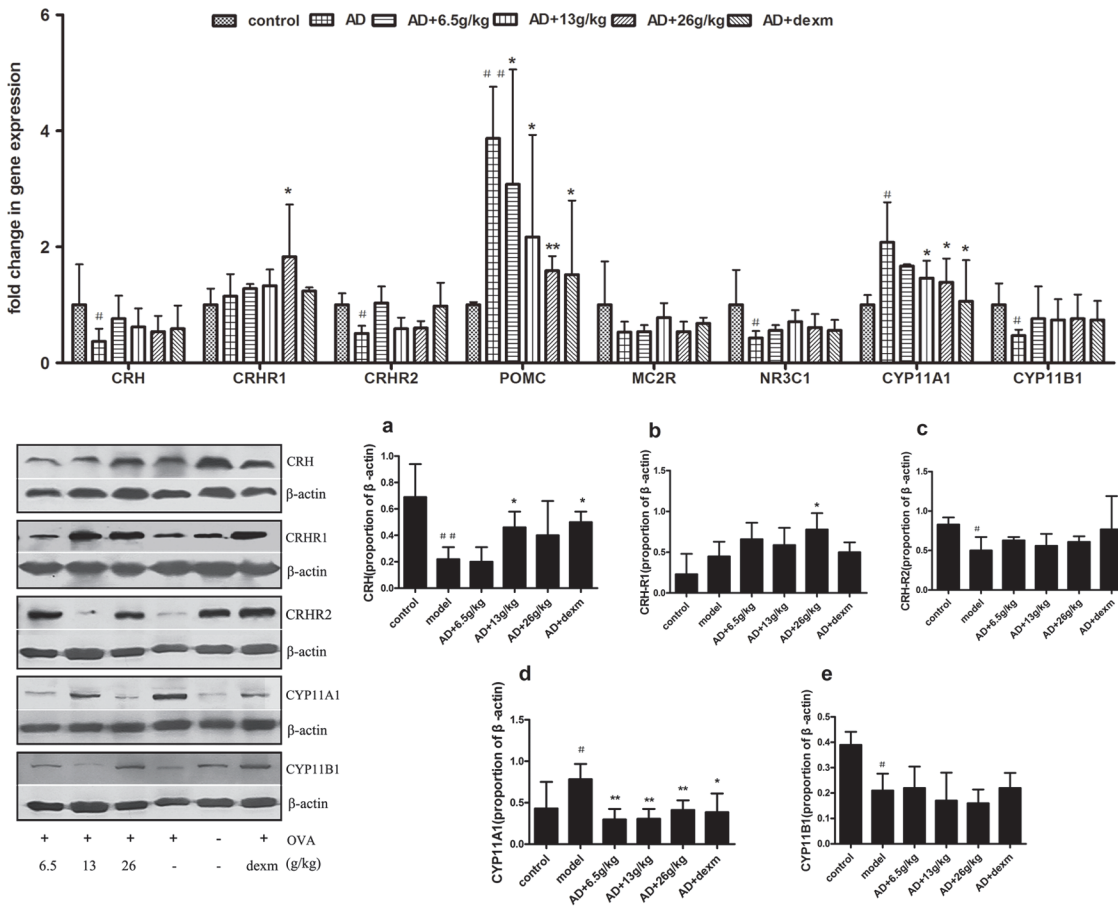 control AD AD+6.5g/kg AD+13g/kg AD+26g/kg AD+dexm
fold change in gene expression
6
4
2
0
# # * * ** *
*
#
* * *
# # # #
CRH CRHR1 CRHR2 POMC MC2R NR3C1 CYP11A1 CYP11B1
CRH
β-actin
CRHR1
β-actin
CRHR2
β-actin
CYP11A1
β-actin
CYP11B1
β-actin
+ + + + - + OVA
6.5 13 26 - - dexm (g/kg)
a
CRH(proportion of β -actin)
1.0
0.8
0.6
0.4
0.2
0.0
# # * *
control model AD+6.5g/kg AD+13g/kg AD+26g/kg AD+dexm
b
CRH-R1(proportion of β -actin)
1.5
1.0
0.5
0.0
*
control model AD+6.5g/kg AD+13g/kg AD+26g/kg AD+dexm
c
CRH-R2(proportion of β -actin)
1.5
1.0
0.5
0.0
#
control model AD+6.5g/kg AD+13g/kg AD+26g/kg AD+dexm
d
CYP11A1(proportion of β -actin)
1.5
1.0
0.5
0.0
# ** ** ** *
control model AD+6.5g/kg AD+13g/kg AD+26g/kg AD+dexm
e
CYP11B1(proportion of β -actin)
0.5
0.4
0.3
0.2
0.1
0.0
#
control model AD+6.5g/kg AD+13g/kg AD+26g/kg AD+dexm